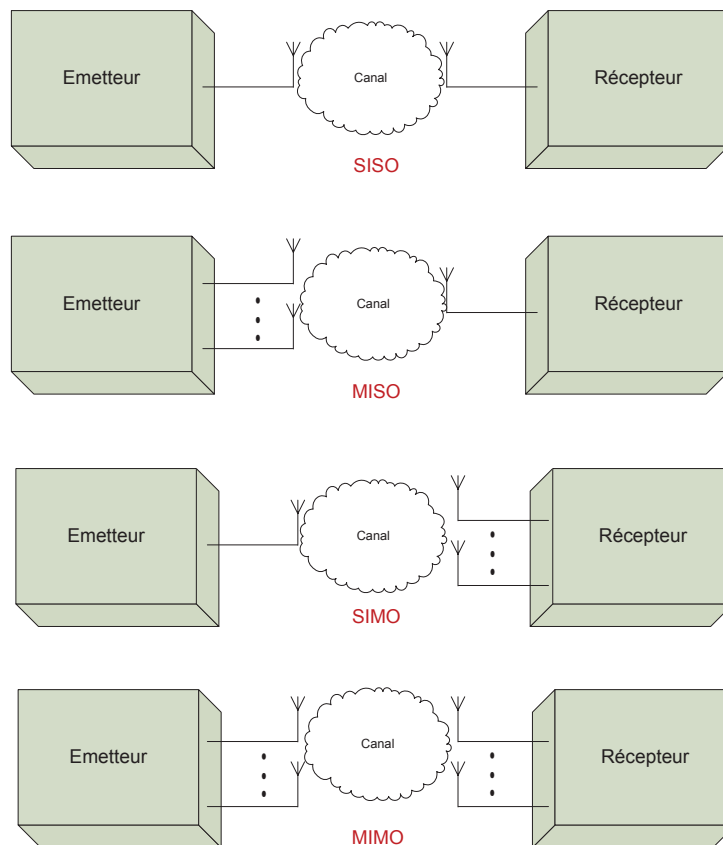 Emetteur
Canal
Récepteur
SISO
Emetteur
Canal
Récepteur
MISO
Emetteur
Canal
Récepteur
SIMO
Emetteur
Canal
Récepteur
MIMO